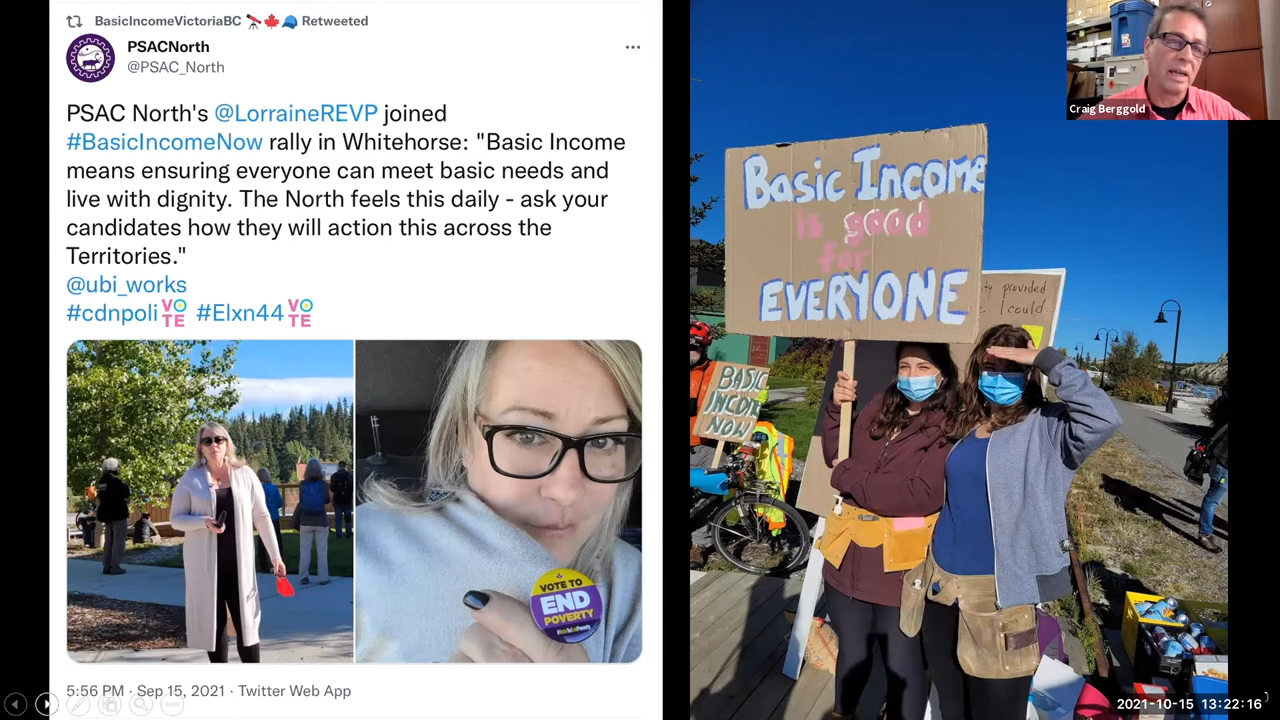 BasicIncomeVictoriaBC Retweeted
PSACNorth
@PSAC_North
PSAC North's @LorraineREVP joined
#BasicIncomeNow rally in Whitehorse: "Basic Income
means ensuring everyone can meet basic needs and
live with dignity. The North feels this daily - ask your
candidates how they will action this across the
Territories."
@ubi_works
#cdnpoli VOTE #Elxn44 VOTE
VOTE TO
END
POVERTY
5:56 PM · Sep 15, 2021 · Twitter Web App
Basic Income
is good
for
EVERYONE
provided
I could..
BASIC
INCOME
NOW
Craig Berggold
2021-10-15 13:22:16